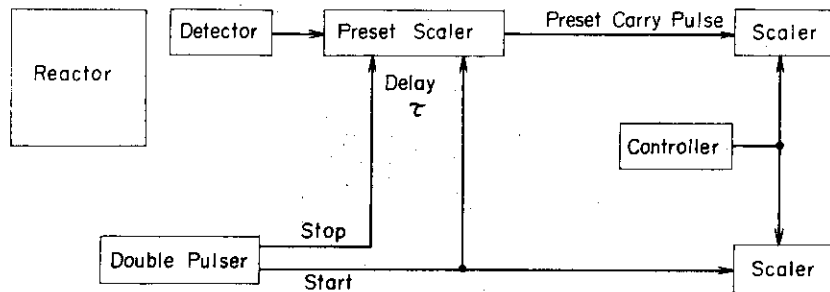 Reactor
Detector
Preset Scaler
Preset Carry Pulse
Scaler
Delay
τ
Controller
Stop
Double Pulser
Start
Scaler